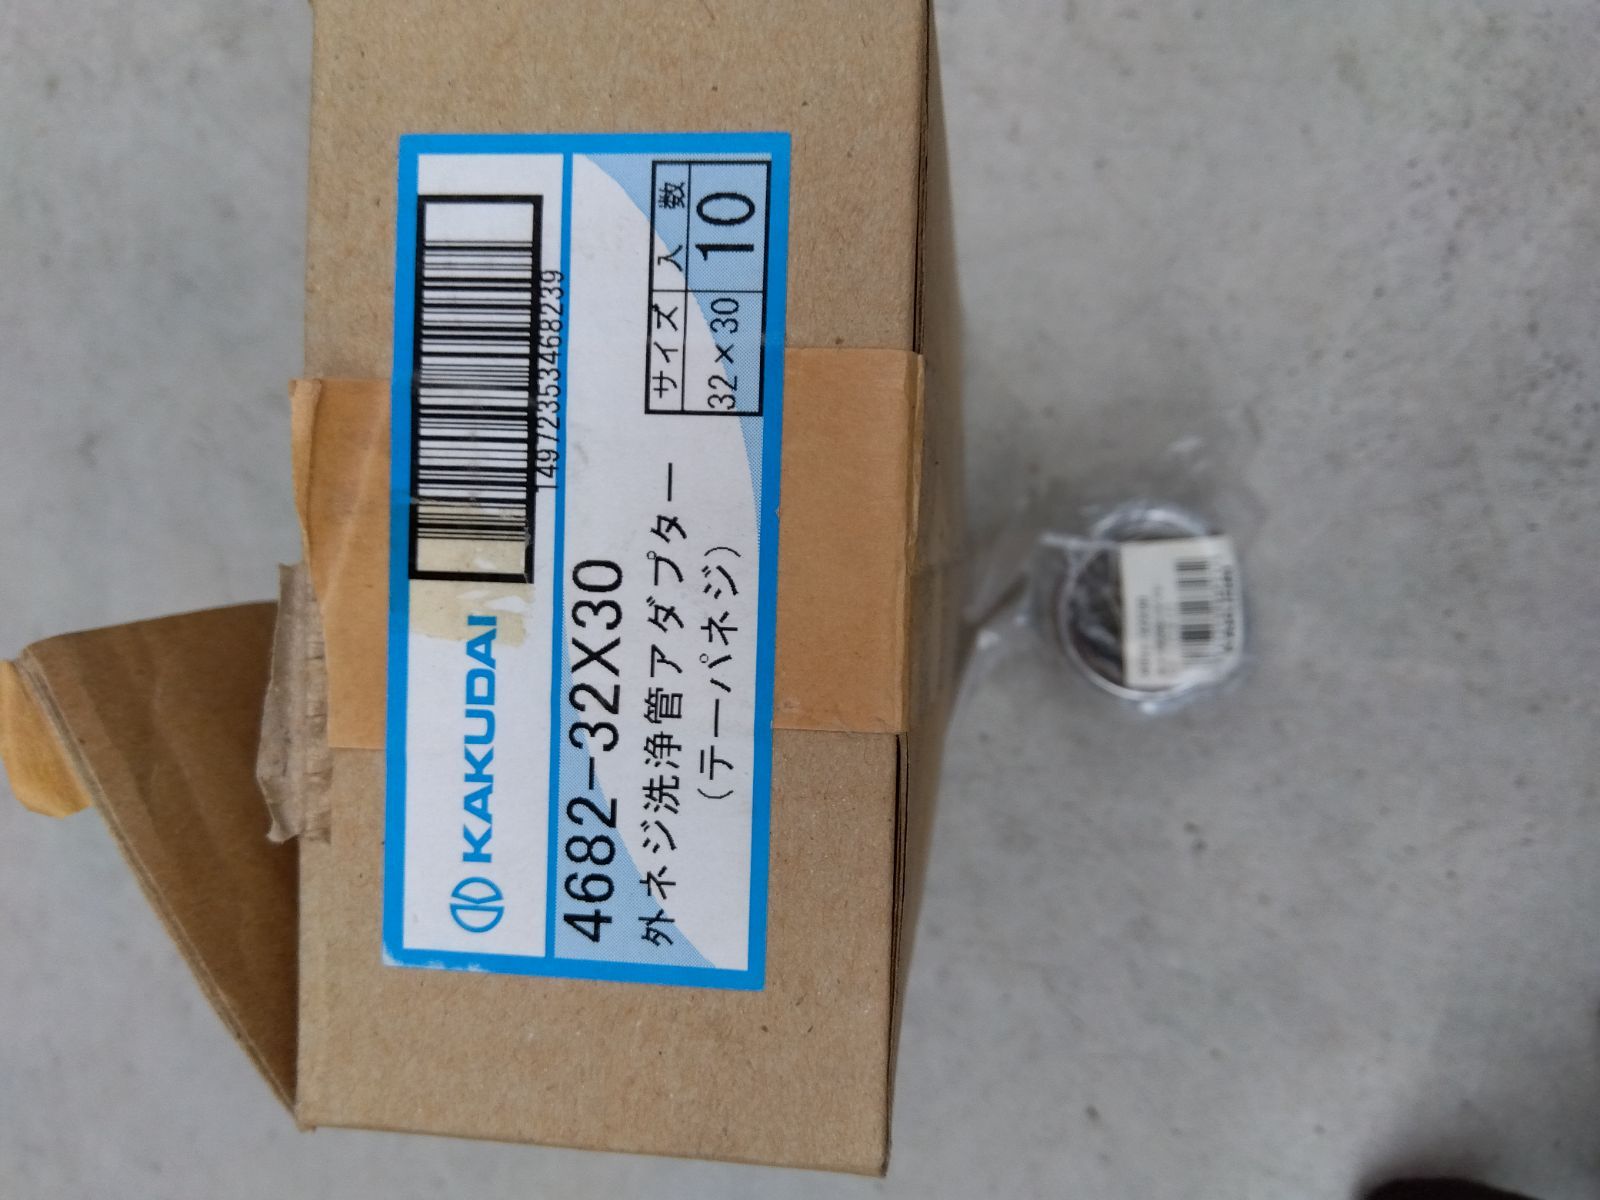 KAKUDAI
14972353468239
4682-32X30
外ネジ洗浄管アダプター
(テーパネジ)
サイズ 入数
32×30 10